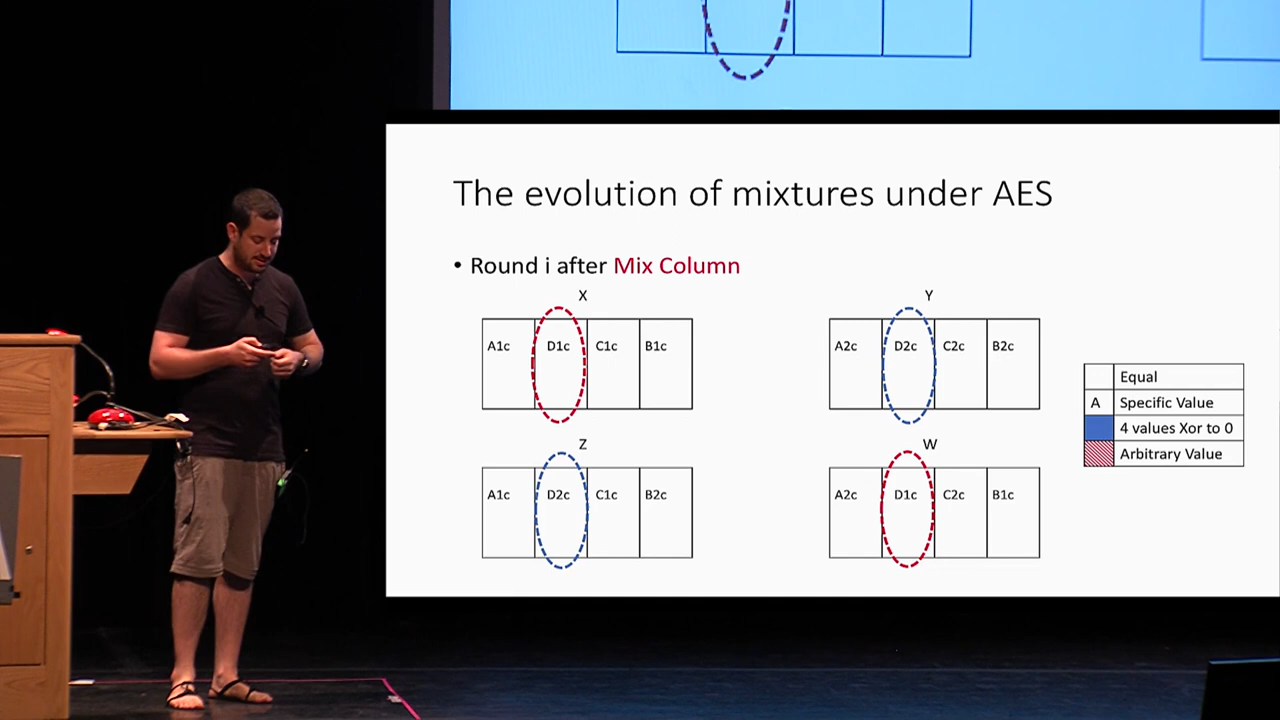 The evolution of mixtures under AES
• Round i after Mix Column
X Y
A1c D1c C1c B1c A2c D2c C2c B2c
Equal
A Specific Value
4 values Xor to 0
Arbitrary Value
Z W
A1c D2c C1c B2c A2c D1c C2c B1c